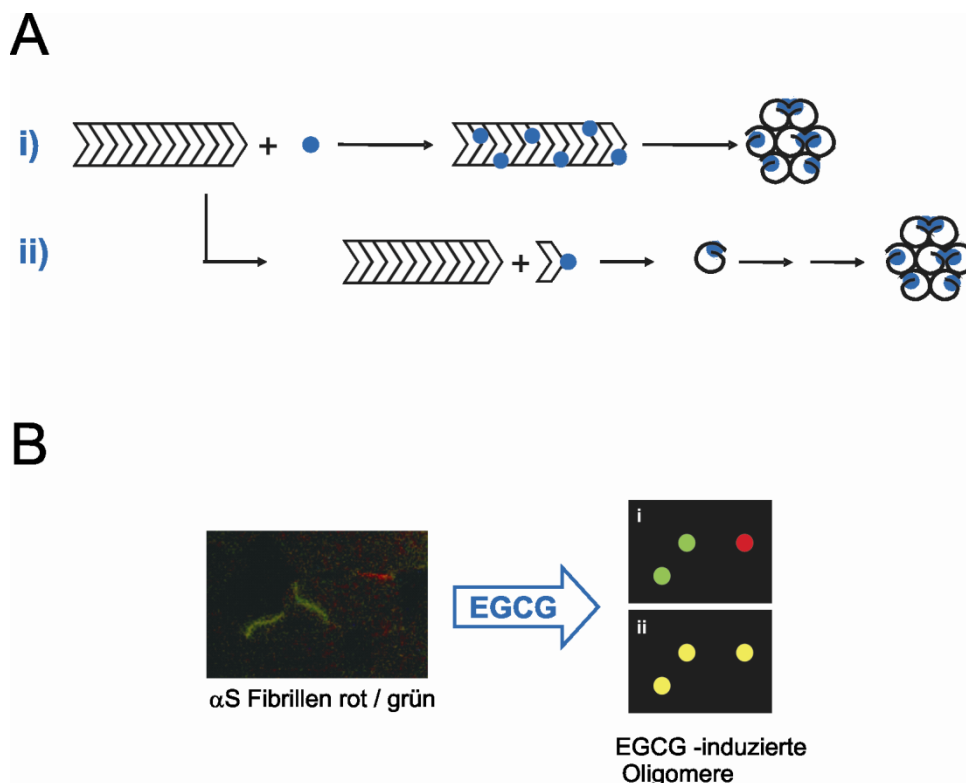 A
i)
+
ii)
+
B
i
EGCG
ii
αS Fibrillen rot / grün
EGCG -induzierte
Oligomere